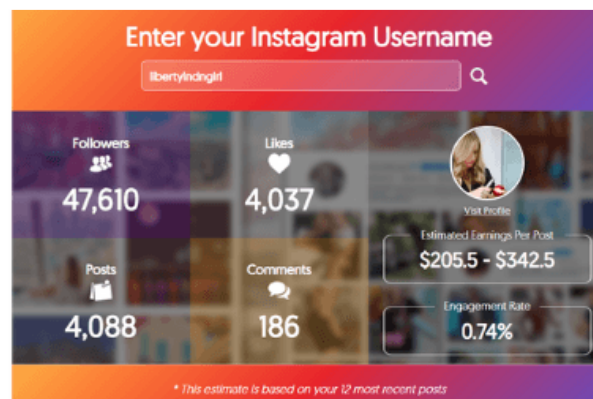 Enter your Instagram Username
libertylndngirl
Followers
47,610
Likes
4,037
Visit Profile
Estimated Earnings Per Post
$205.5 - $342.5
Posts
4,088
Comments
186
Engagement Rate
0.74%
* This estimate is based on your 12 most recent posts